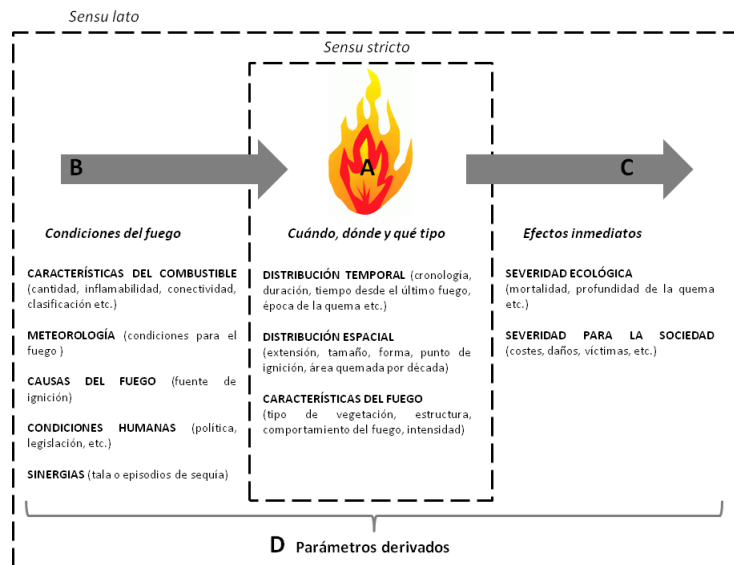 Sensu lato
Sensu stricto
B
A
C
Condiciones del fuego
CARACTERÍSTICAS DEL COMBUSTIBLE
(cantidad, inflamabilidad, conectividad,
clasificación etc.)
METEOROLOGÍA (condiciones para el
fuego )
CAUSAS DEL FUEGO (fuente de
ignición)
CONDICIONES HUMANAS (política,
legislación, etc.)
SINERGIAS (tala o episodios de sequía)
Cuándo, dónde y qué tipo
DISTRIBUCIÓN TEMPORAL (cronología,
duración, tiempo desde el último fuego,
época de la quema etc.)
DISTRIBUCIÓN ESPACIAL
(extensión, tamaño, forma, punto de
ignición, área quemada por década)
CARACTERÍSTICAS DEL FUEGO
(tipo de vegetación, estructura,
comportamiento del fuego, intensidad)
Efectos inmediatos
SEVERIDAD ECOLÓGICA
(mortalidad, profundidad de la quema
etc.)
SEVERIDAD PARA LA SOCIEDAD
(costes, daños, víctimas, etc.)
D Parámetros derivados